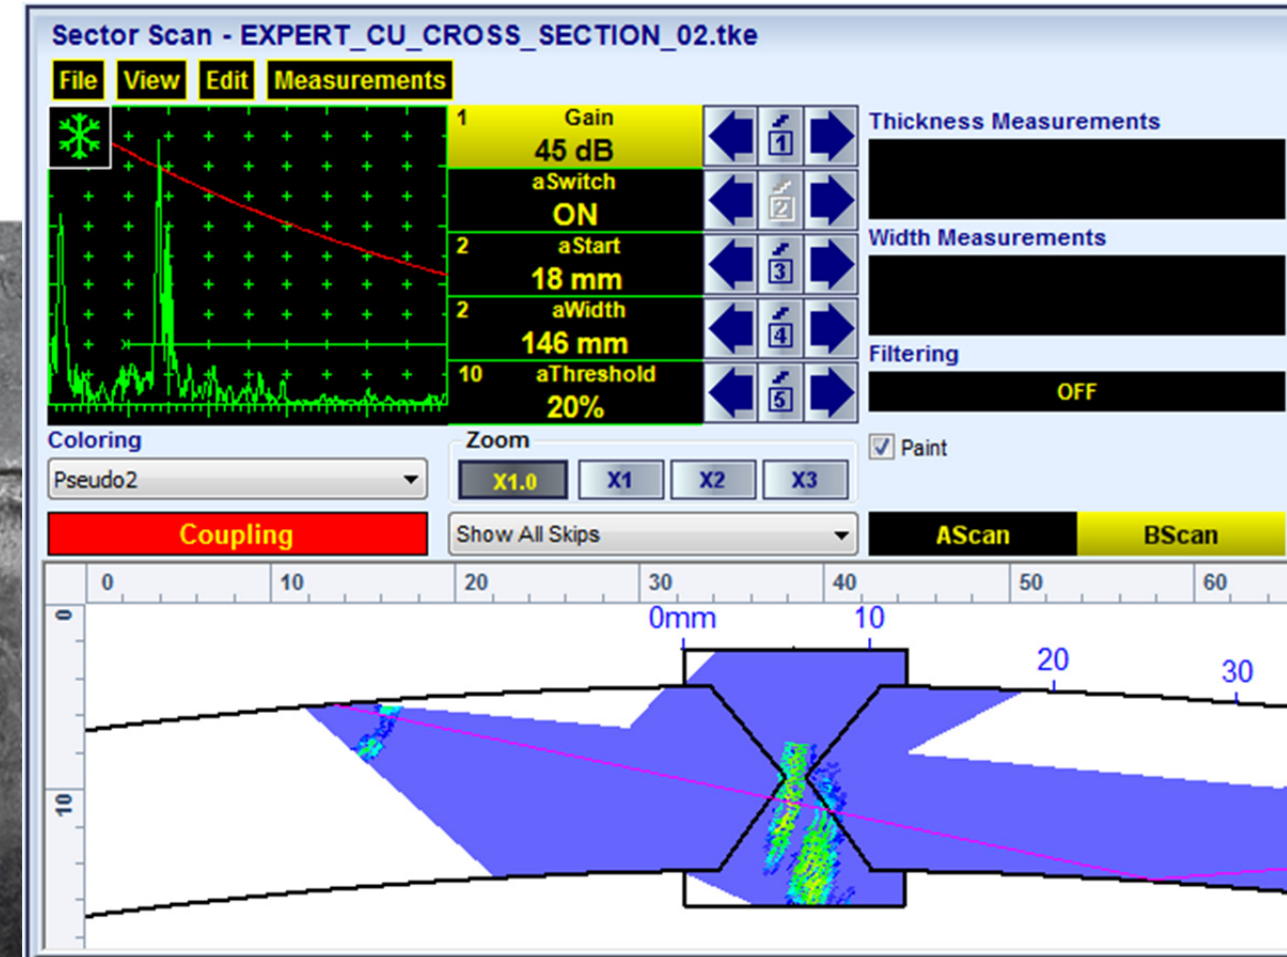 Sector Scan - EXPERT_CU_CROSS_SECTION_02.tke
File View Edit Measurements
1 Gain
45 dB
1
aSwitch
ON
2
2 aStart
18 mm
3
2 aWidth
146 mm
4
10 aThreshold
20%
5
Thickness Measurements
Width Measurements
Filtering
OFF
Paint
Coloring
Pseudo2
Zoom
X1.0 X1 X2 X3
Coupling
Show All Skips
AScan BScan
0 10 20 30 40 50 60
0
10
0mm 10
20 30